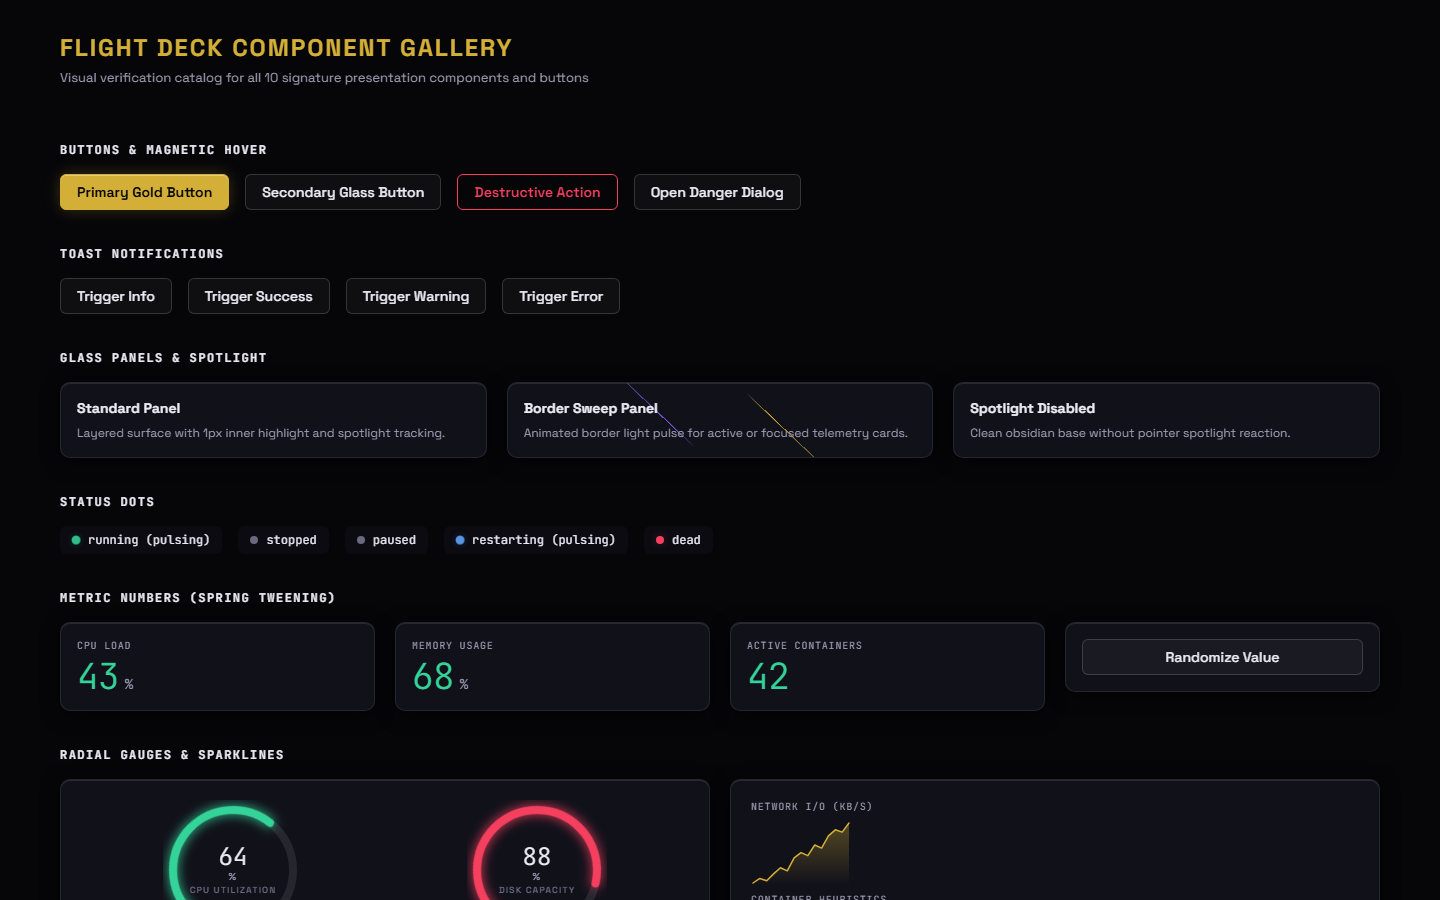 FLIGHT DECK COMPONENT GALLERY
Visual verification catalog for all 10 signature presentation components and buttons
BUTTONS & MAGNETIC HOVER
Primary Gold Button
Secondary Glass Button
Destructive Action
Open Danger Dialog
TOAST NOTIFICATIONS
Trigger Info
Trigger Success
Trigger Warning
Trigger Error
GLASS PANELS & SPOTLIGHT
Standard Panel
Layered surface with 1px inner highlight and spotlight tracking.
Border Sweep Panel
Animated border light pulse for active or focused telemetry cards.
Spotlight Disabled
Clean obsidian base without pointer spotlight reaction.
STATUS DOTS
running (pulsing)
stopped
paused
restarting (pulsing)
dead
METRIC NUMBERS (SPRING TWEENING)
CPU LOAD
43 %
MEMORY USAGE
68 %
ACTIVE CONTAINERS
42
Randomize Value
RADIAL GAUGES & SPARKLINES
64
%
CPU UTILIZATION
88
%
DISK CAPACITY
NETWORK I/O (KB/S)
CONTAINER HEURISTICS